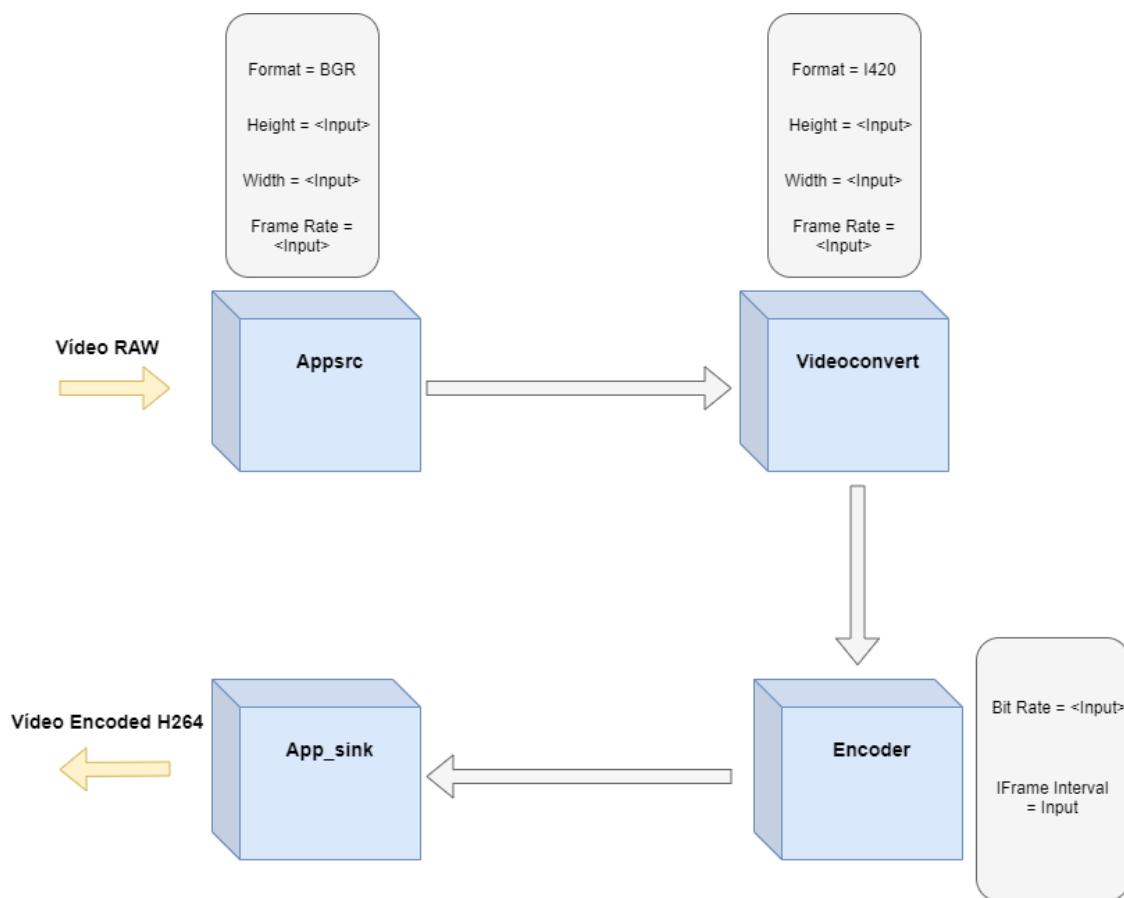 Format = BGR
Height = <Input>
Width = <Input>
Frame Rate =
<Input>
Format = I420
Height = <Input>
Width = <Input>
Frame Rate =
<Input>
Vídeo RAW
Appsrc
Videoconvert
Vídeo Encoded H264
App_sink
Encoder
Bit Rate = <Input>
IFrame Interval
= Input